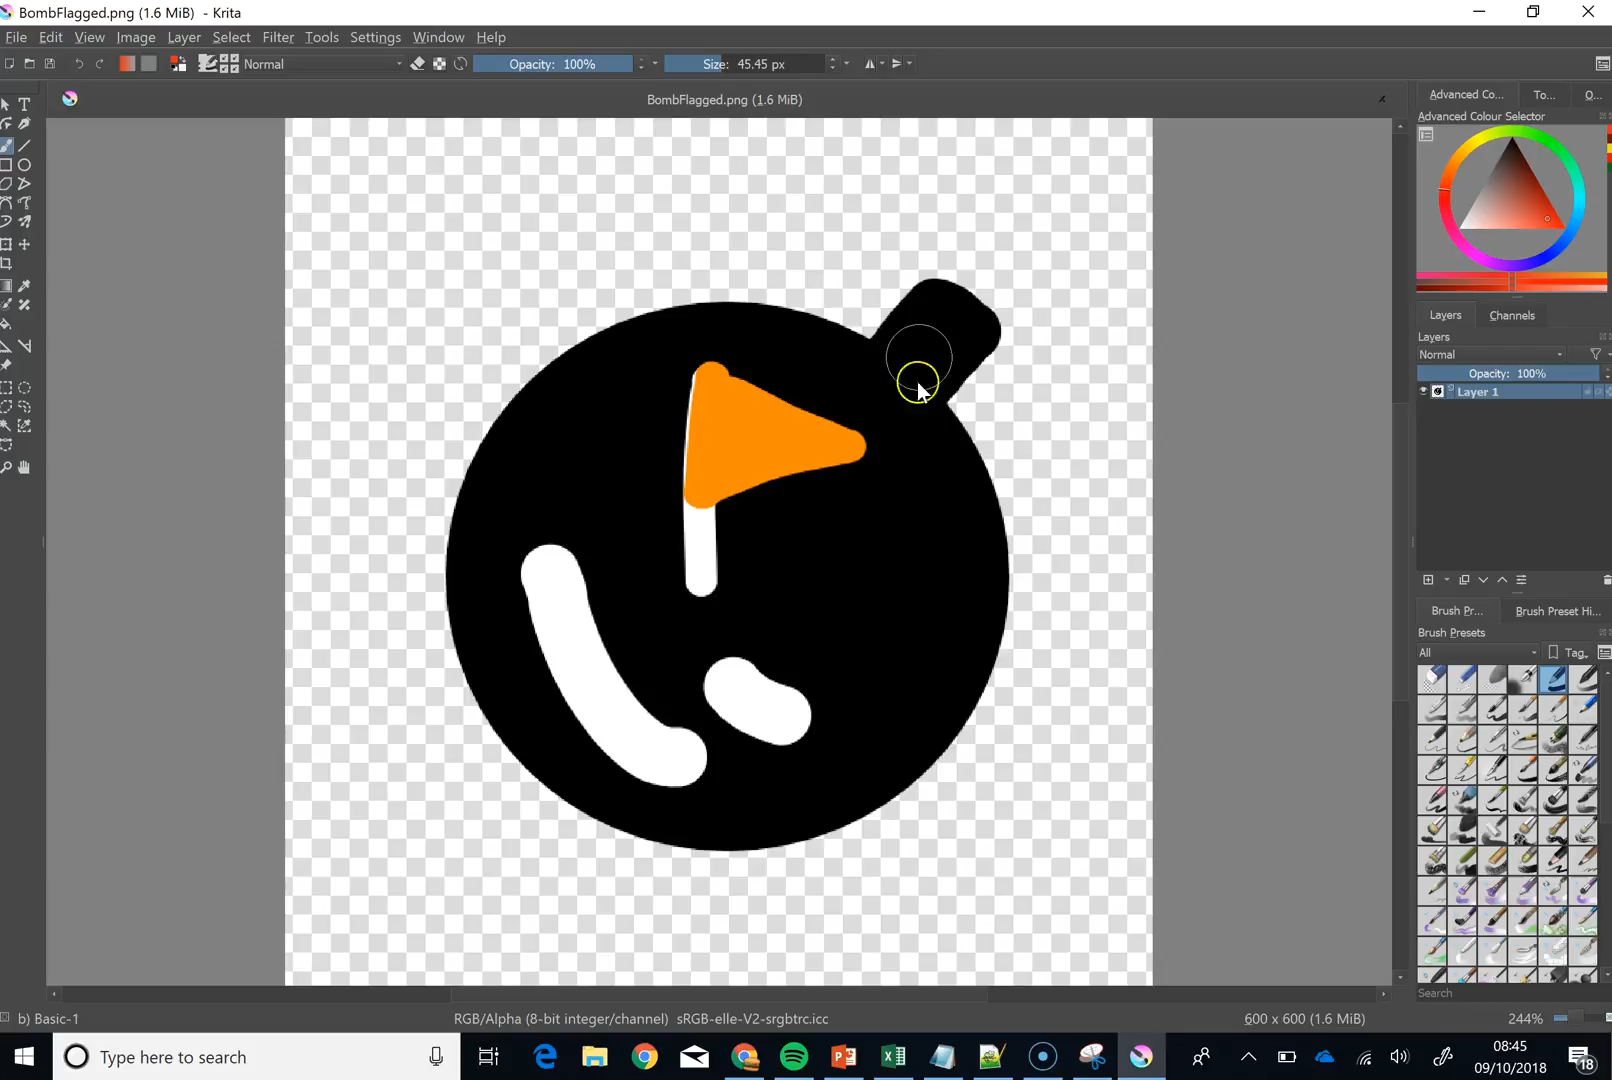 BombFlagged.png (1.6 MiB) - Krita
File Edit View Image Layer Select Filter Tools Settings Window Help
Normal Opacity: 100% Size: 45.45 px
BombFlagged.png (1.6 MiB)
Advanced Co... To... O...
Advanced Colour Selector
Layers Channels
Layers
Normal
Opacity: 100%
Layer 1
Brush Pr... Brush Preset Hi...
Brush Presets
All Tag
Search
b) Basic-1 RGB/Alpha (8-bit integer/channel) sRGB-elle-V2-srgbtrc.icc 600 x 600 (1.6 MiB) 244%
Type here to search
08:45
09/10/2018
18